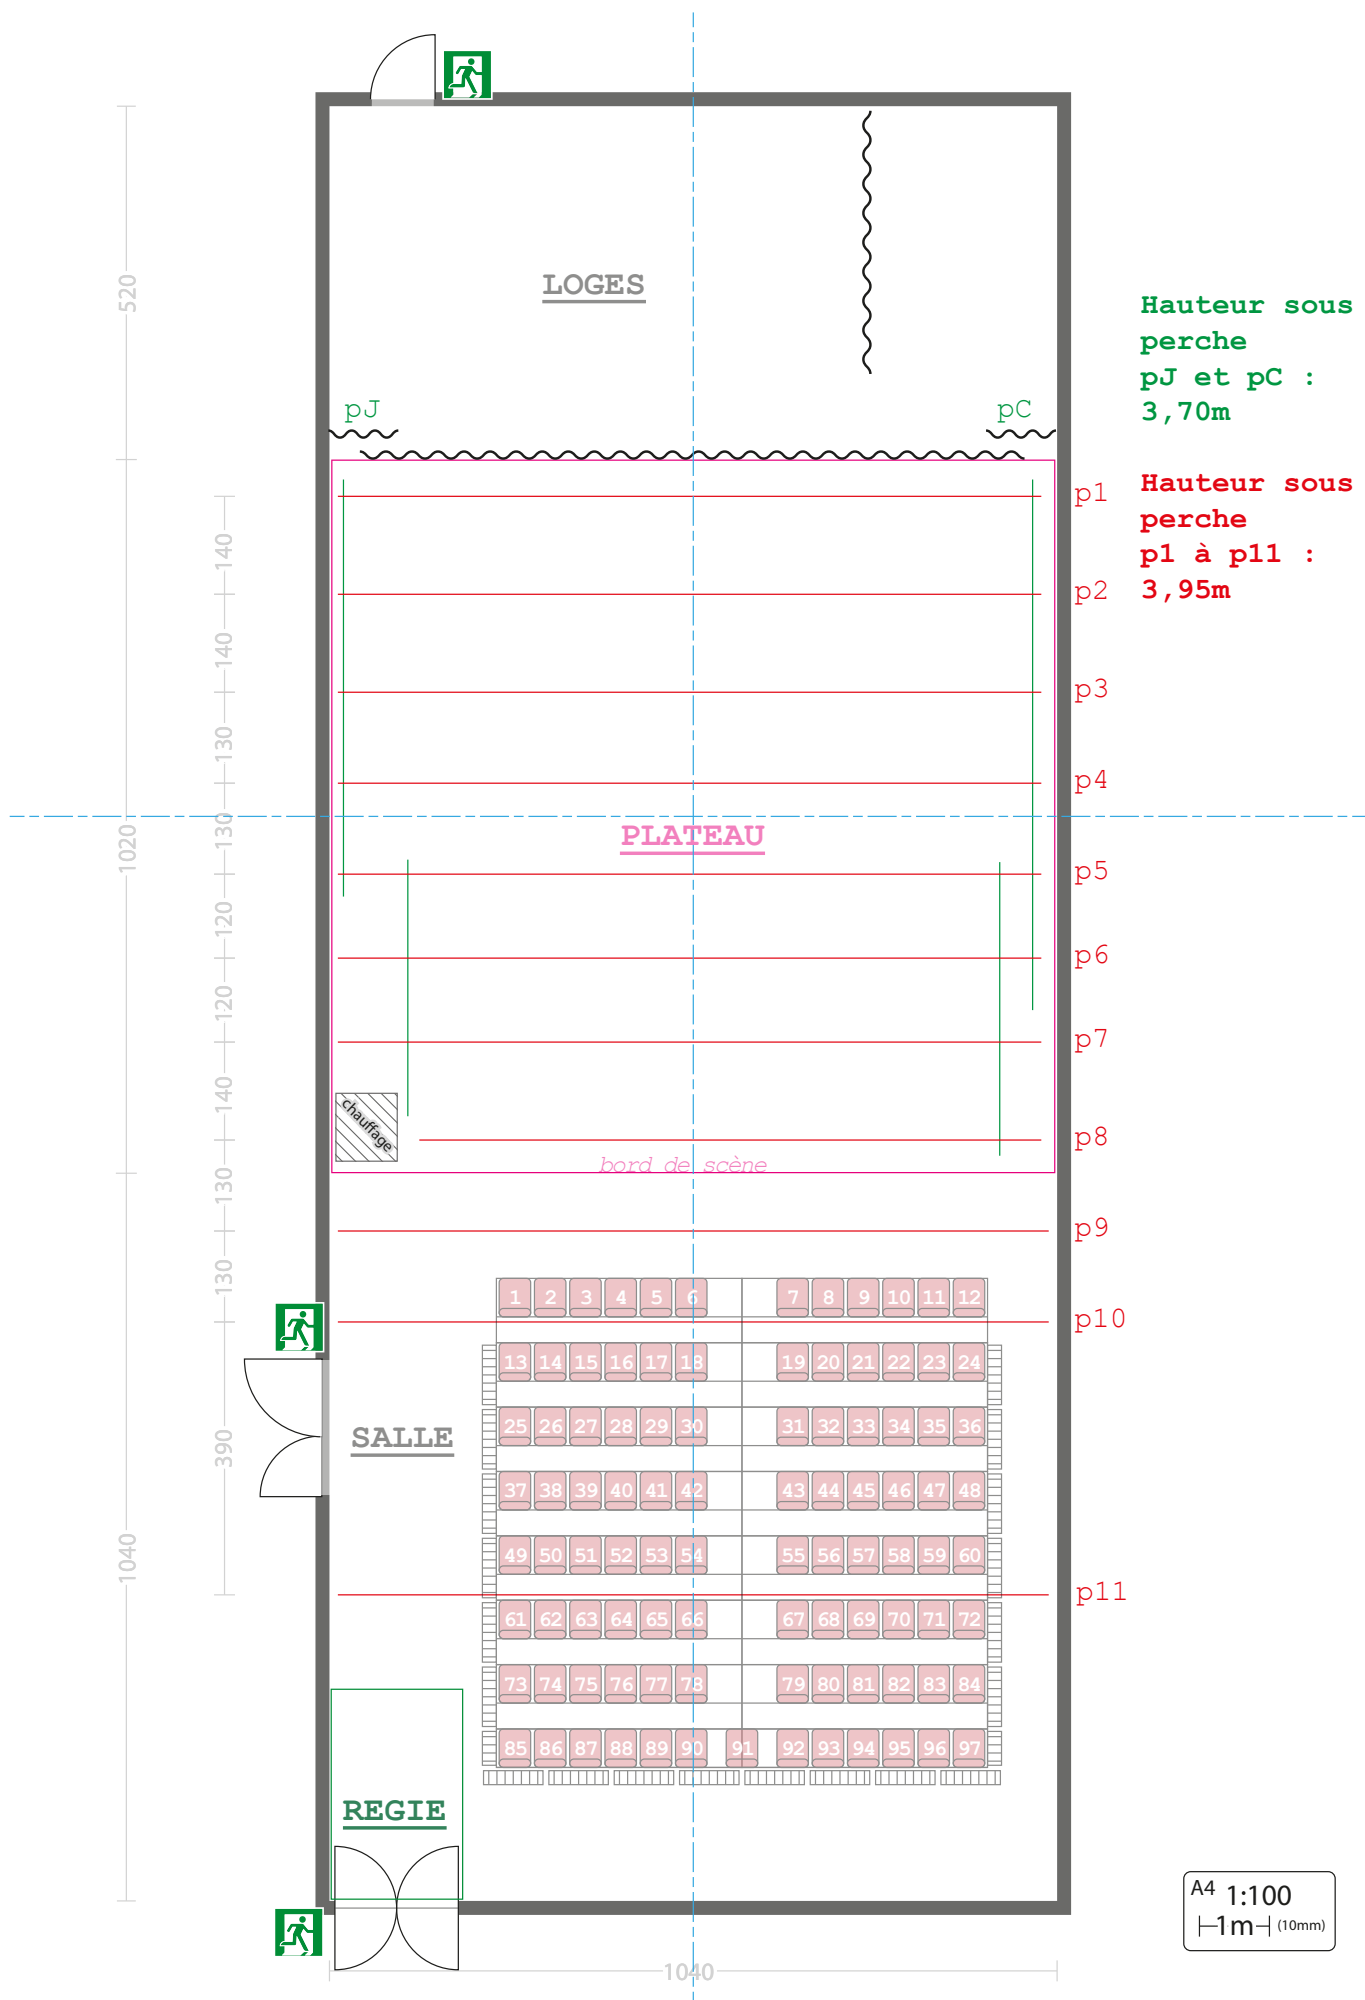 520
LOGES
Hauteur sous
perche
pJ et pC :
3,70m
pJ
pC
Hauteur sous
perche
p1 à p11 :
3,95m
p1
140
p2
140
p3
130
p4
130
1020
PLATEAU
p5
120
p6
120
p7
140
chauffage
p8
bord de scène
130
p9
130
1 2 3 4 5 6 7 8 9 10 11 12
p10
13 14 15 16 17 18 19 20 21 22 23 24
25 26 27 28 29 30 31 32 33 34 35 36
SALLE
390
37 38 39 40 41 42 43 44 45 46 47 48
1040
49 50 51 52 53 54 55 56 57 58 59 60
p11
61 62 63 64 65 66 67 68 69 70 71 72
73 74 75 76 77 78 79 80 81 82 83 84
85 86 87 88 89 90 91 92 93 94 95 96 97
REGIE
A4 1:100
1m (10mm)
1040